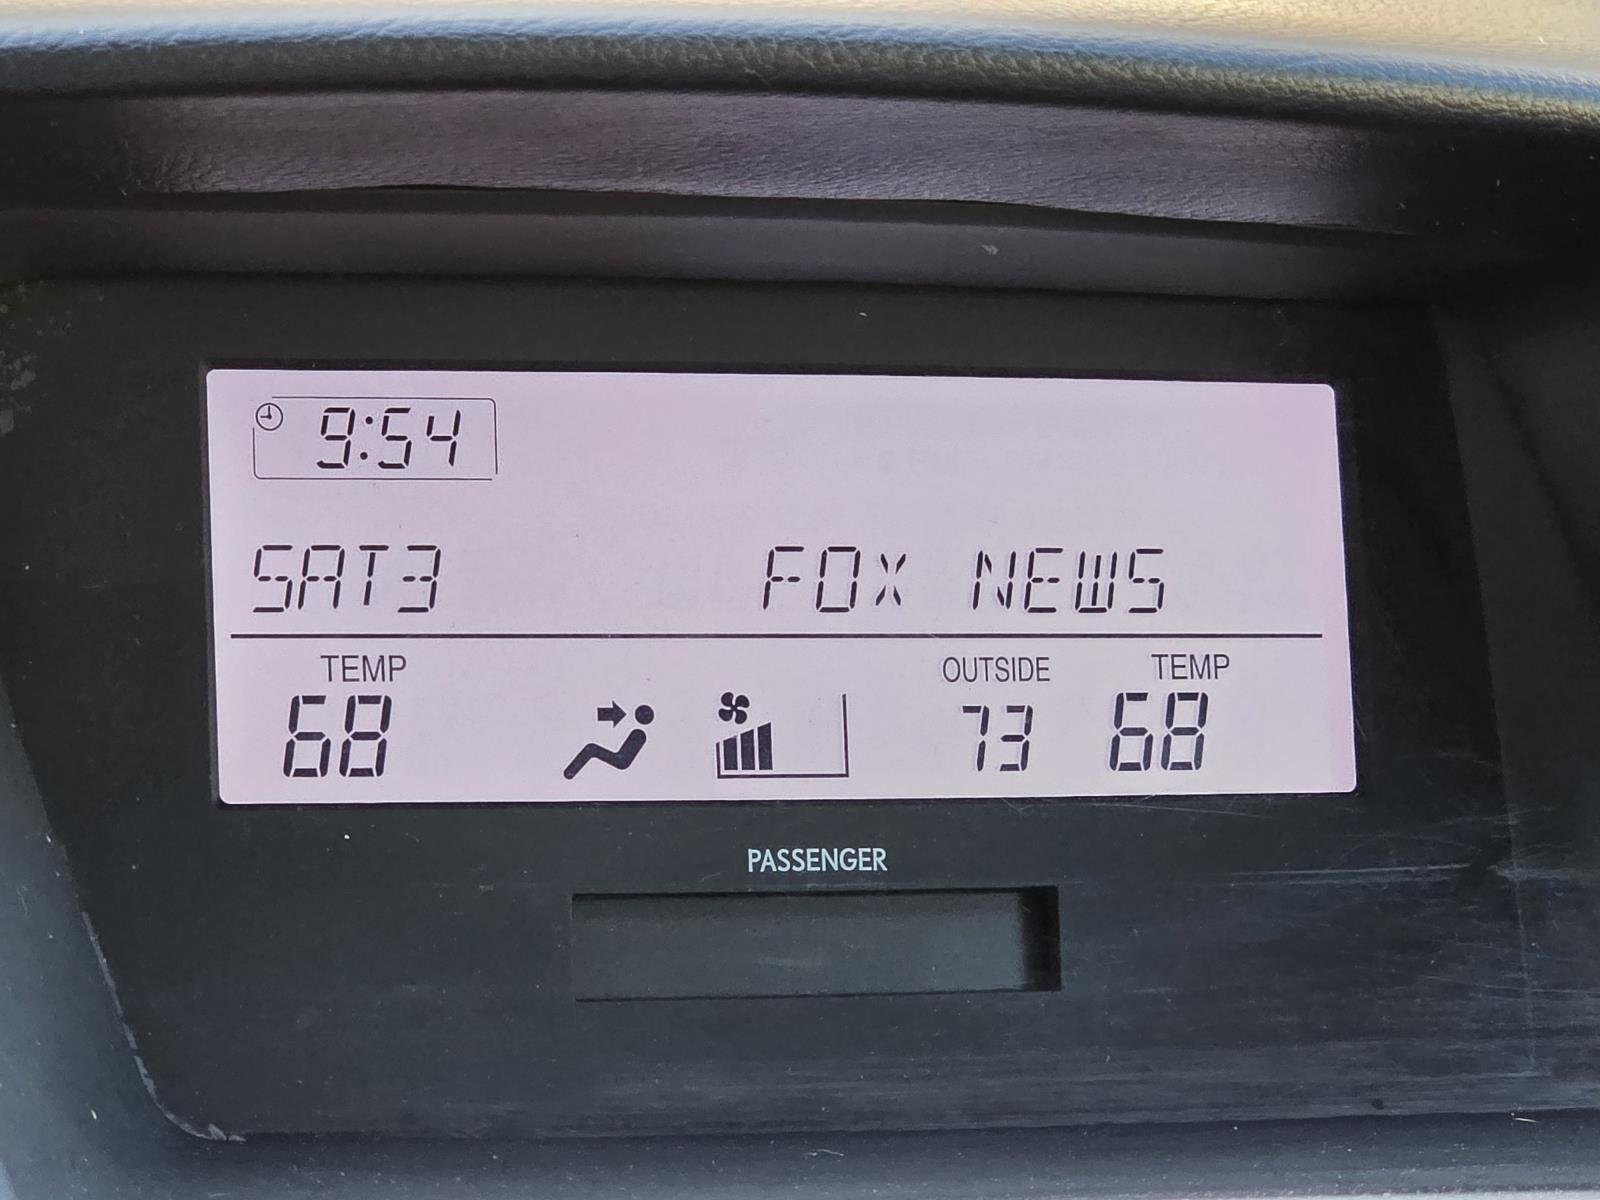 9:54
SAT3 FOX NEWS
TEMP OUTSIDE TEMP
68 73 68
PASSENGER